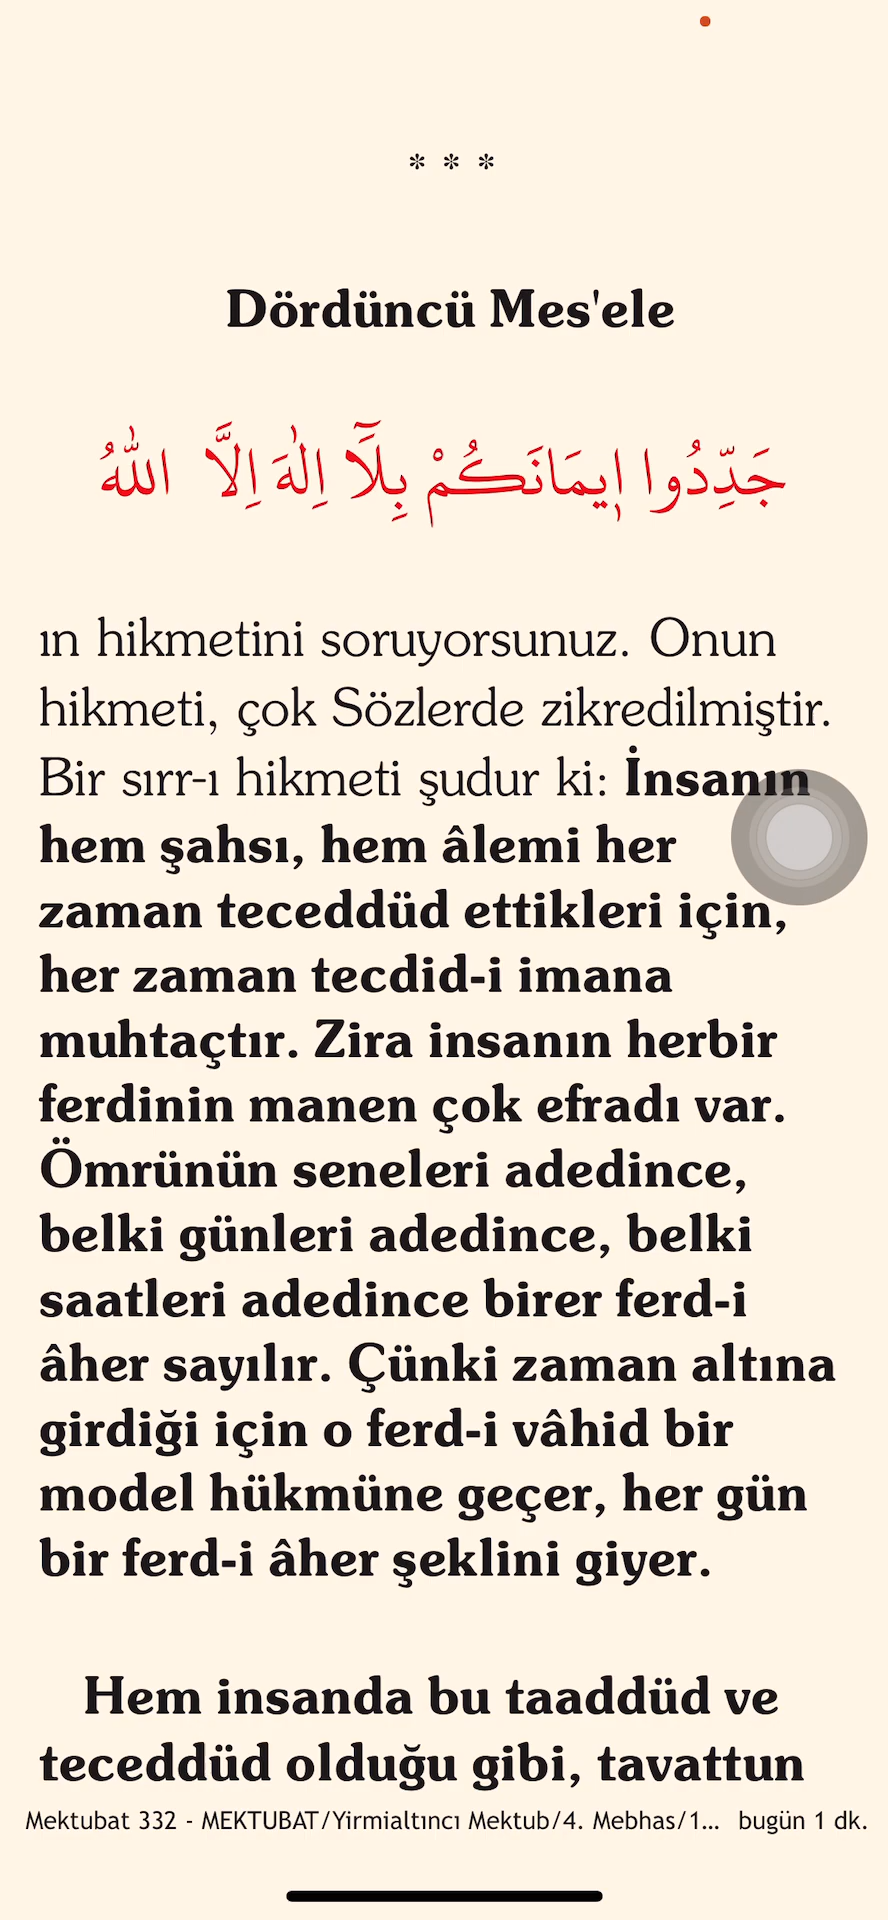 * * *
Dördüncü Mes'ele
جَدِّدُوا اِيمَانَكُمْ بِلَآ اِلٰهَ اِلَّا اللّٰهُ
ın hikmetini soruyorsunuz. Onun
hikmeti, çok Sözlerde zikredilmiştir.
Bir sırr-ı hikmeti şudur ki: İnsanın
hem şahsı, hem âlemi her
zaman teceddüd ettikleri için,
her zaman tecdid-i imana
muhtaçtır. Zira insanın herbir
ferdinin manen çok efradı var.
Ömrünün seneleri adedince,
belki günleri adedince, belki
saatleri adedince birer ferd-i
âher sayılır. Çünki zaman altına
girdiği için o ferd-i vâhid bir
model hükmüne geçer, her gün
bir ferd-i âher şeklini giyer.
Hem insanda bu taaddüd ve
teceddüd olduğu gibi, tavattun
Mektubat 332 - MEKTUBAT/Yirmialtıncı Mektub/4. Mebhas/1... bugün 1 dk.